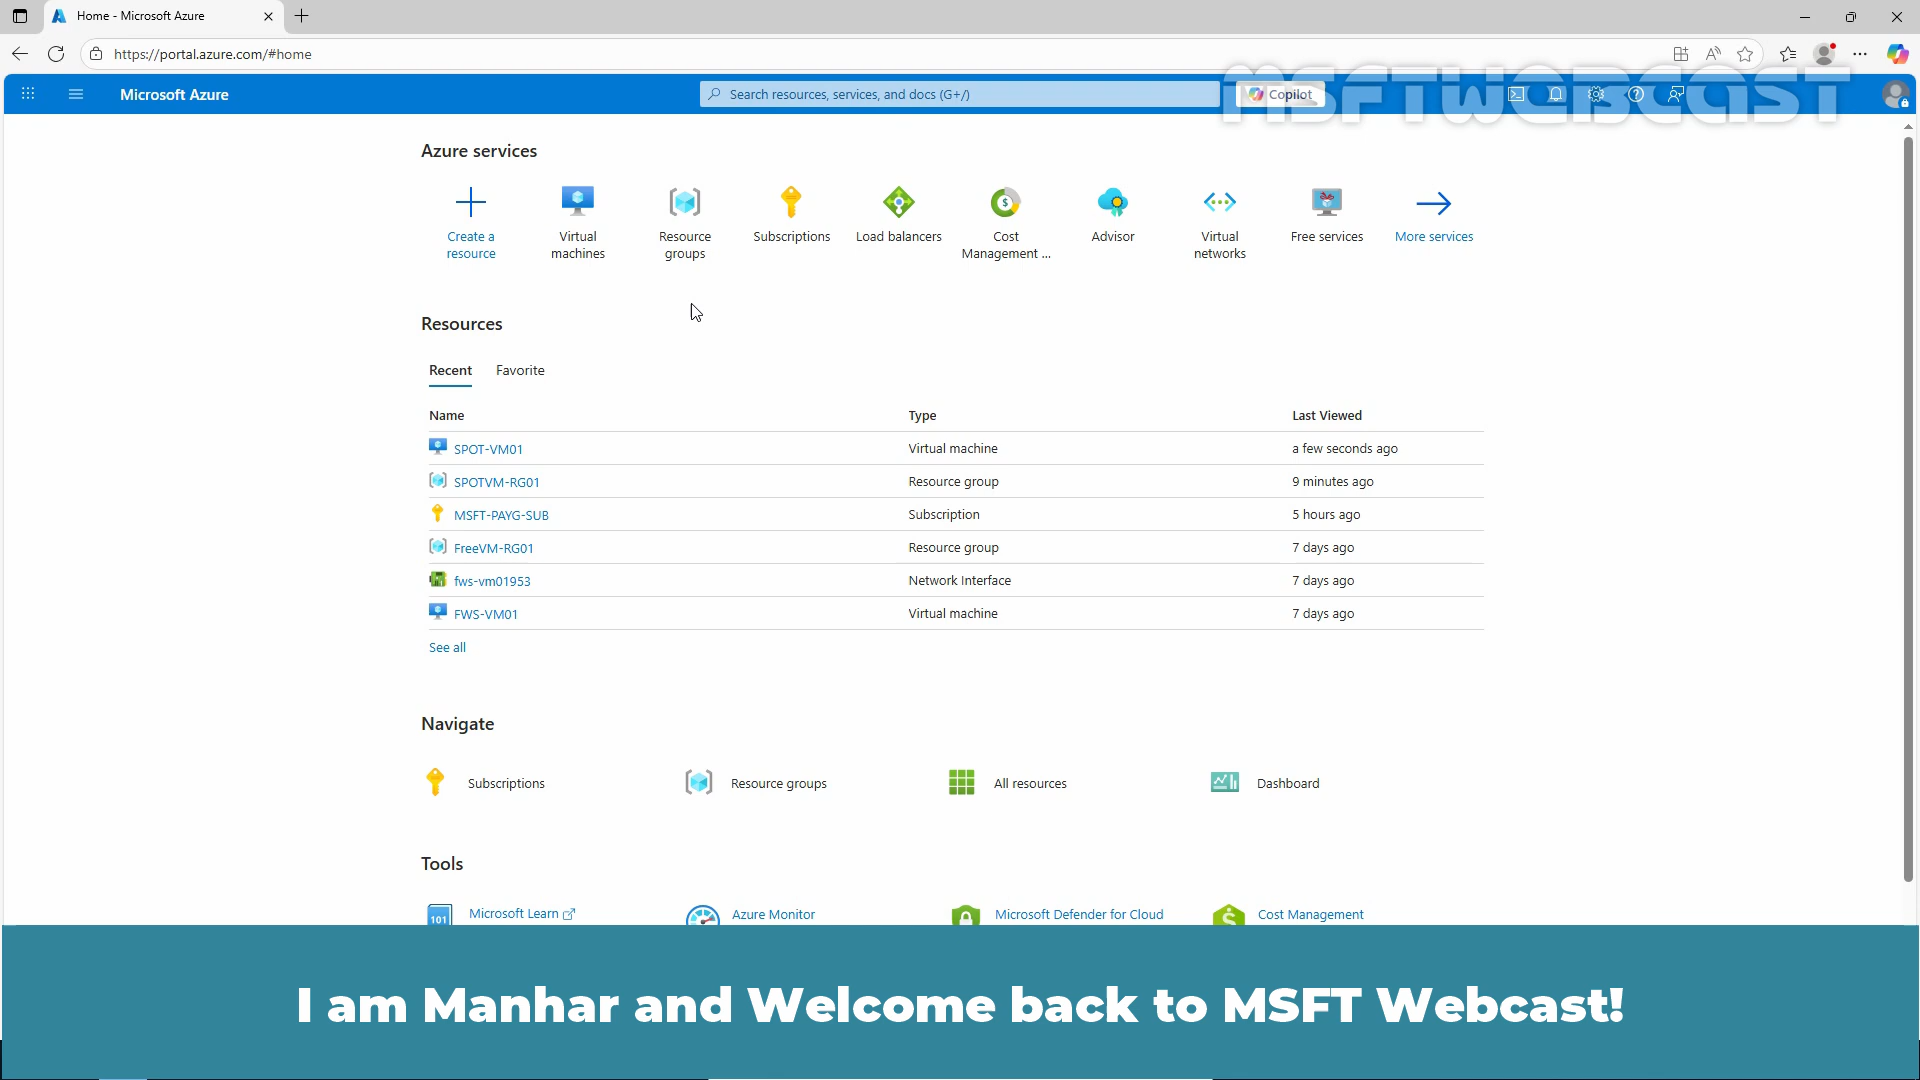 Home - Microsoft Azure
https://portal.azure.com/#home
MSFTWEBCAST
Microsoft Azure
Search resources, services, and docs (G+/)
Copilot
Azure services
Create a resource
Virtual machines
Resource groups
Subscriptions
Load balancers
Cost Management ...
Advisor
Virtual networks
Free services
More services
Resources
Recent Favorite
Name Type Last Viewed
SPOT-VM01 Virtual machine a few seconds ago
SPOTVM-RG01 Resource group 9 minutes ago
MSFT-PAYG-SUB Subscription 5 hours ago
FreeVM-RG01 Resource group 7 days ago
fws-vm01953 Network Interface 7 days ago
FWS-VM01 Virtual machine 7 days ago
See all
Navigate
Subscriptions Resource groups All resources Dashboard
Tools
101 Microsoft Learn Azure Monitor Microsoft Defender for Cloud Cost Management
I am Manhar and Welcome back to MSFT Webcast!